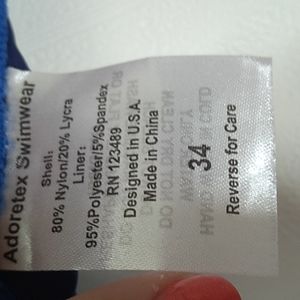 Adoretex Swimwear
Shell:
80% Nylon/20% Lycra
Liner:
95%Polyester/5%Spandex
RN 123489
Designed in U.S.A.
Made in China
34
Reverse for Care